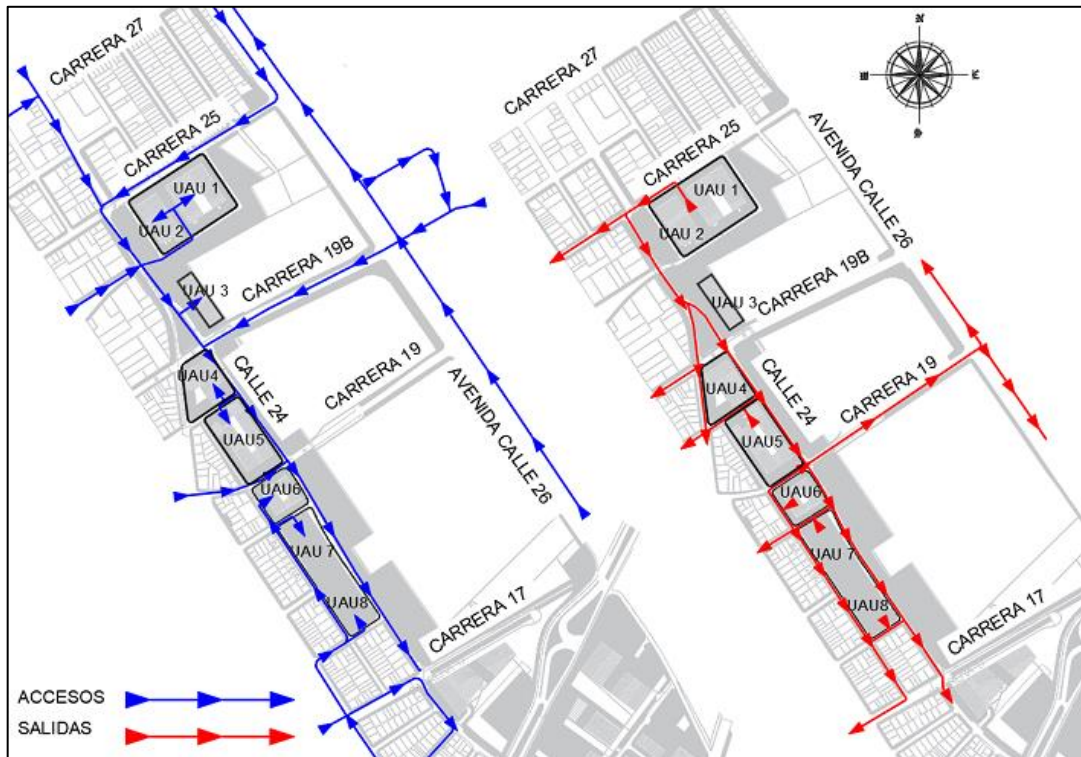 CARRERA 27
CARRERA 25
UAU 1
UAU 2
UAU 3
CARRERA 19B
UAU4
CALLE 24
CARRERA 19
UAU5
AVENIDA CALLE 26
UAU6
UAU 7
UAU8
CARRERA 17
ACCESOS
SALIDAS
N
CARRERA 27
AVENIDA CALLE 26
CARRERA 25
UAU 1
UAU 2
CARRERA 19B
UAU 3
UAU4
CALLE 24
CARRERA 19
UAU5
UAU6
UAU 7
UAU8
CARRERA 17